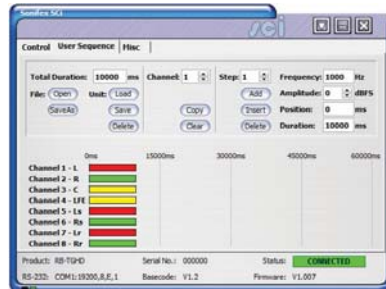 Sonifex SCi
sci
Control User Sequence Misc
Total Duration: 10000 ms Channel: 1 Step: 1 Frequency: 1000 Hz
File: Open Unit: Load Add Amplitude: 0 dBFS
SaveAs Save Copy Insert Position: 0 ms
Delete Clear Delete Duration: 10000 ms
0ms 15000ms 30000ms 45000ms 60000ms
Channel 1 - L
Channel 2 - R
Channel 3 - C
Channel 4 - LFE
Channel 5 - Ls
Channel 6 - Rs
Channel 7 - Lr
Channel 8 - Rr
Product: RB-TGHD Serial No.: 000000 Status: CONNECTED
RS-232: COM1:19200,8,E,1 Basecode: V1.2 Firmware: V1.007